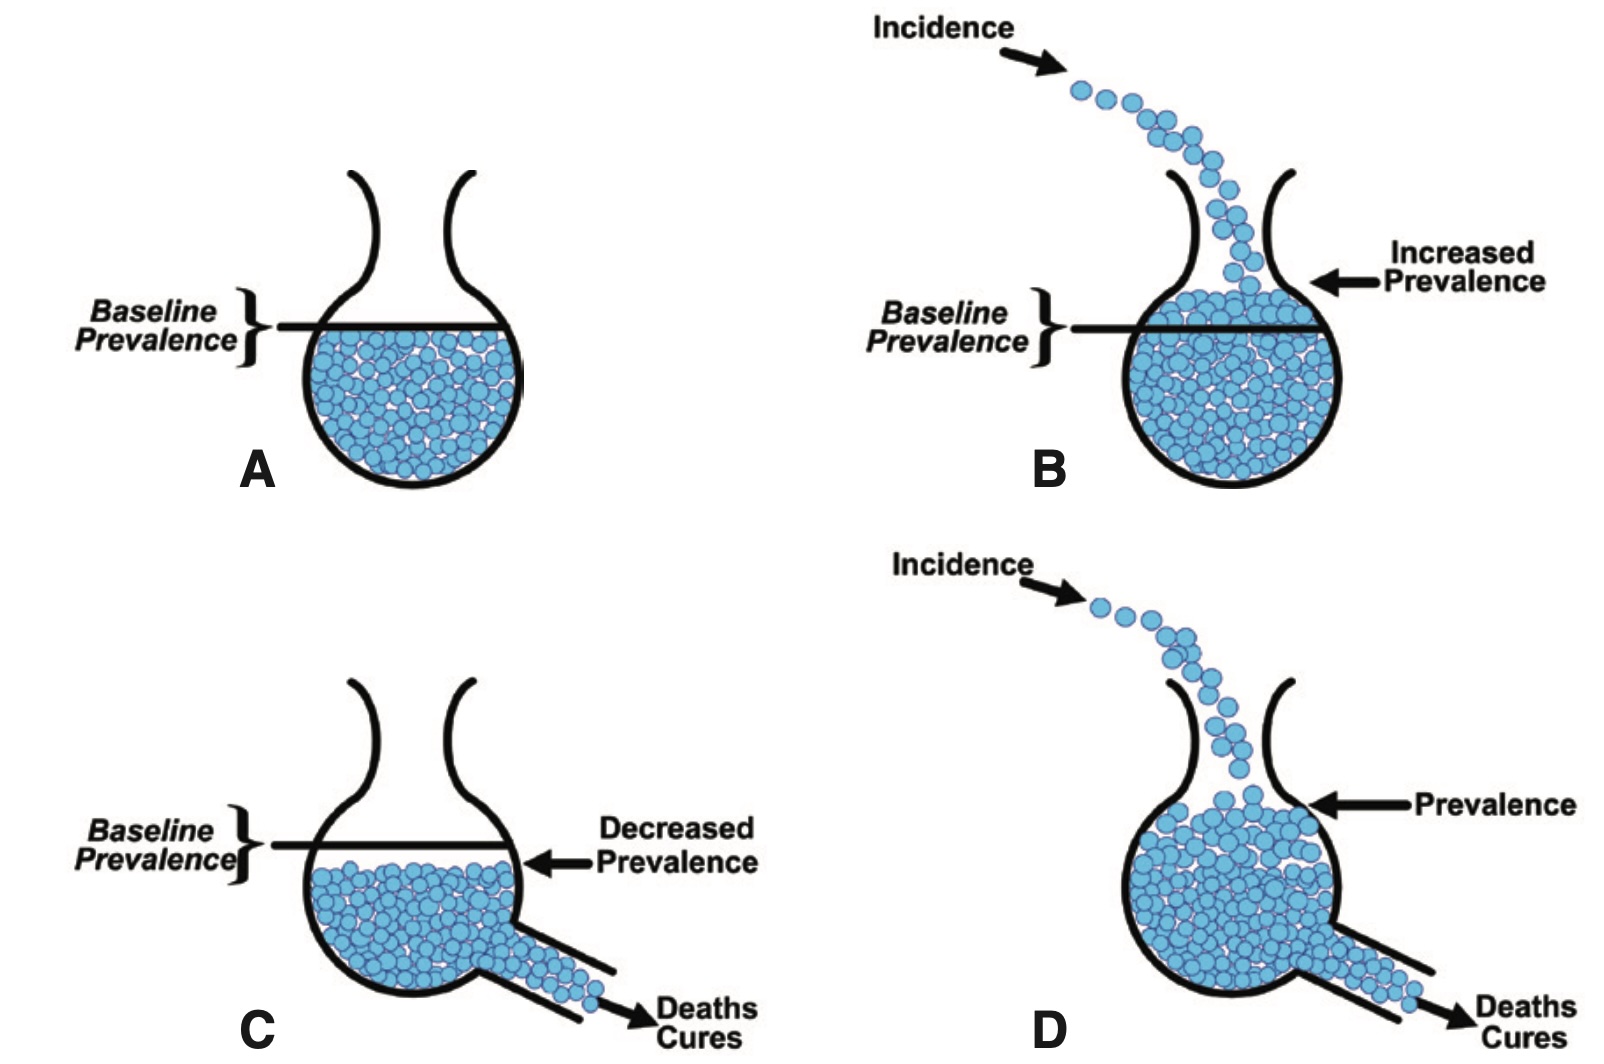 Baseline
Prevalence
A
Incidence
Increased
Prevalence
Baseline
Prevalence
B
Baseline
Prevalence
Decreased
Prevalence
Deaths
Cures
C
Incidence
Prevalence
Deaths
Cures
D